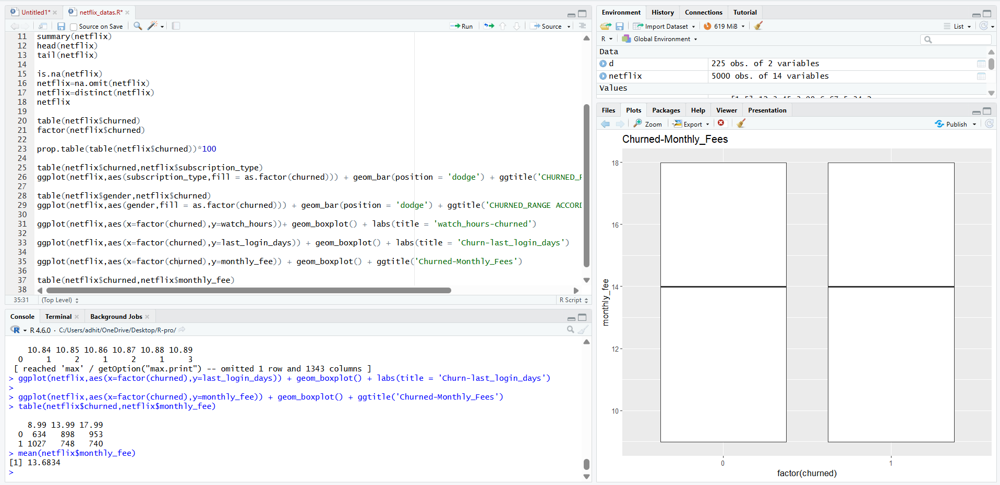 Untitled1*
netflix_datas.R*
Source on Save
Run
Source
11 summary(netflix)
12 head(netflix)
13 tail(netflix)
14
15 is.na(netflix)
16 netflix=na.omit(netflix)
17 netflix=distinct(netflix)
18 netflix
19
20 table(netflix$churned)
21 factor(netflix$churned)
22
23 prop.table(table(netflix$churned))*100
24
25 table(netflix$churned,netflix$subscription_type)
26 ggplot(netflix,aes(subscription_type,fill = as.factor(churned))) + geom_bar(position = 'dodge') + ggtitle('CHURNED_
27
28 table(netflix$gender,netflix$churned)
29 ggplot(netflix,aes(gender,fill = as.factor(churned))) + geom_bar(position = 'dodge') + ggtitle('CHURNED_RANGE ACCORD
30
31 ggplot(netflix,aes(x=factor(churned),y=watch_hours))+ geom_boxplot() + labs(title = 'watch_hours-churned')
32
33 ggplot(netflix,aes(x=factor(churned),y=last_login_days)) + geom_boxplot() + labs(title = 'Churn-last_login_days')
34
35 ggplot(netflix,aes(x=factor(churned),y=monthly_fee)) + geom_boxplot() + ggtitle('Churned-Monthly_Fees')
36
37 table(netflix$churned,netflix$monthly_fee)
38
35:31 (Top Level) R Script
Console Terminal Background Jobs
R 4.6.0 · C:/Users/adhit/OneDrive/Desktop/R-pro/
10.84 10.85 10.86 10.87 10.88 10.89
0 1 2 1 2 1 3
[ reached 'max' / getOption("max.print") -- omitted 1 row and 1343 columns ]
> ggplot(netflix,aes(x=factor(churned),y=last_login_days)) + geom_boxplot() + labs(title = 'Churn-last_login_days')
>
> ggplot(netflix,aes(x=factor(churned),y=monthly_fee)) + geom_boxplot() + ggtitle('Churned-Monthly_Fees')
> table(netflix$churned,netflix$monthly_fee)
8.99 13.99 17.99
0 634 898 953
1 1027 748 740
> mean(netflix$monthly_fee)
[1] 13.6834
>
Environment History Connections Tutorial
Import Dataset 619 MiB List
R Global Environment
Data
d 225 obs. of 2 variables
netflix 5000 obs. of 14 variables
Values
Files Plots Packages Help Viewer Presentation
Zoom Export Publish
Churned-Monthly_Fees
18
16
14
12
10
monthly_fee
0 1
factor(churned)